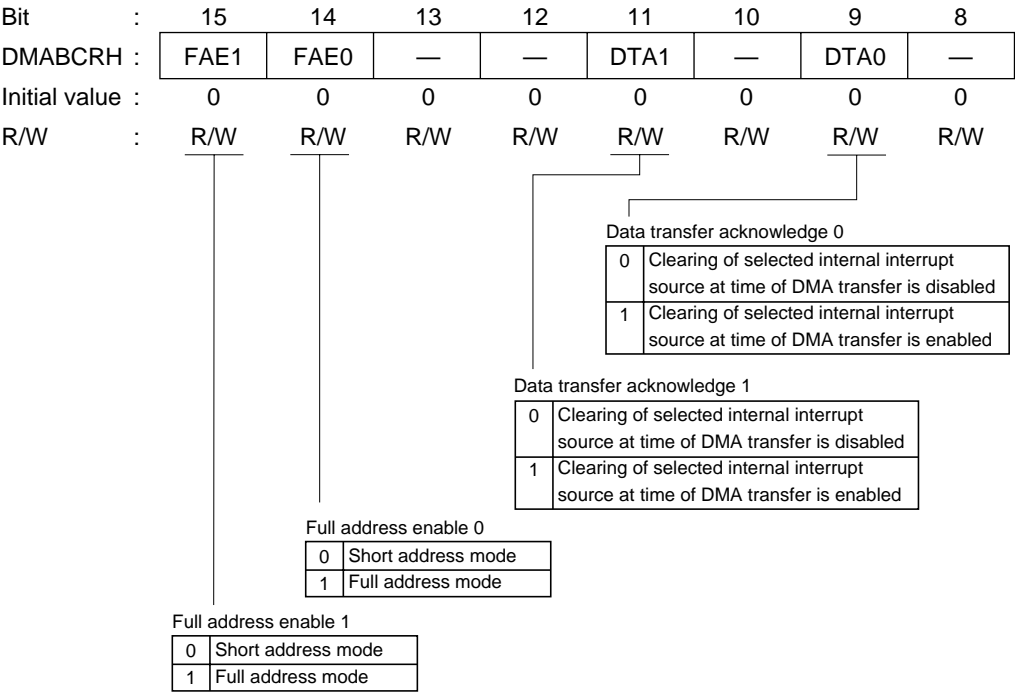 Bit : 15 14 13 12 11 10 9 8
DMABCRH : FAE1 FAE0 — — DTA1 — DTA0 —
Initial value : 0 0 0 0 0 0 0 0
R/W : R/W R/W R/W R/W R/W R/W R/W R/W
Data transfer acknowledge 0
0 Clearing of selected internal interrupt
source at time of DMA transfer is disabled
1 Clearing of selected internal interrupt
source at time of DMA transfer is enabled
Data transfer acknowledge 1
0 Clearing of selected internal interrupt
source at time of DMA transfer is disabled
1 Clearing of selected internal interrupt
source at time of DMA transfer is enabled
Full address enable 0
0 Short address mode
1 Full address mode
Full address enable 1
0 Short address mode
1 Full address mode